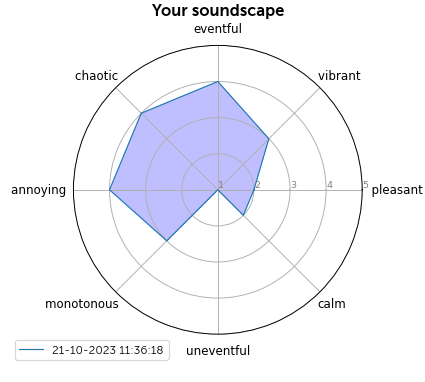 Your soundscape
eventful
chaotic
vibrant
annoying
1
2
3
4
5
pleasant
monotonous
calm
uneventful
21-10-2023 11:36:18